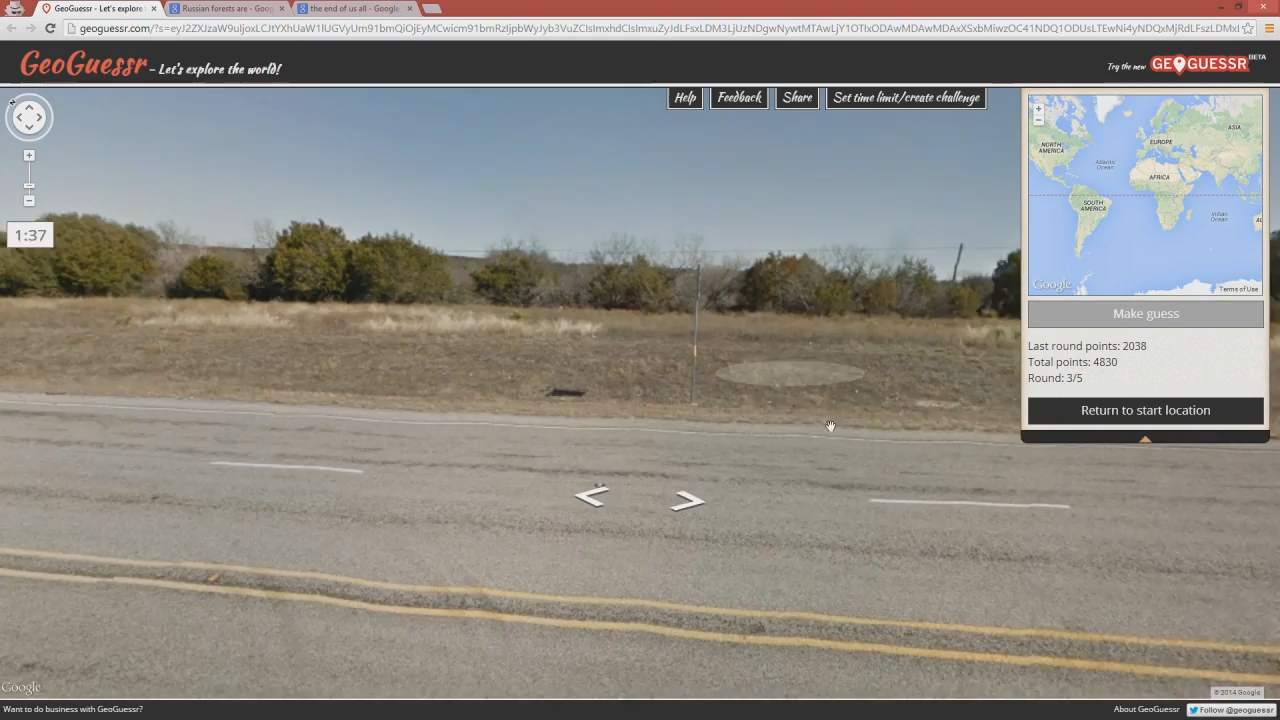 GeoGuessr - Let's explore
Russian forests are - Goog
the end of us all - Google
GeoGuessr - Let's explore the world!
Try the new GEOGUESSR BETA
Help
Feedback
Share
Set time limit/create challenge
1:37
NORTH AMERICA
Atlantic Ocean
EUROPE
ASIA
AFRICA
SOUTH AMERICA
Indian Ocean
AU
Google
Terms of Use
Make guess
Last round points: 2038
Total points: 4830
Round: 3/5
Return to start location
Google
© 2014 Google
Want to do business with GeoGuessr?
About GeoGuessr
Follow @geoguessr